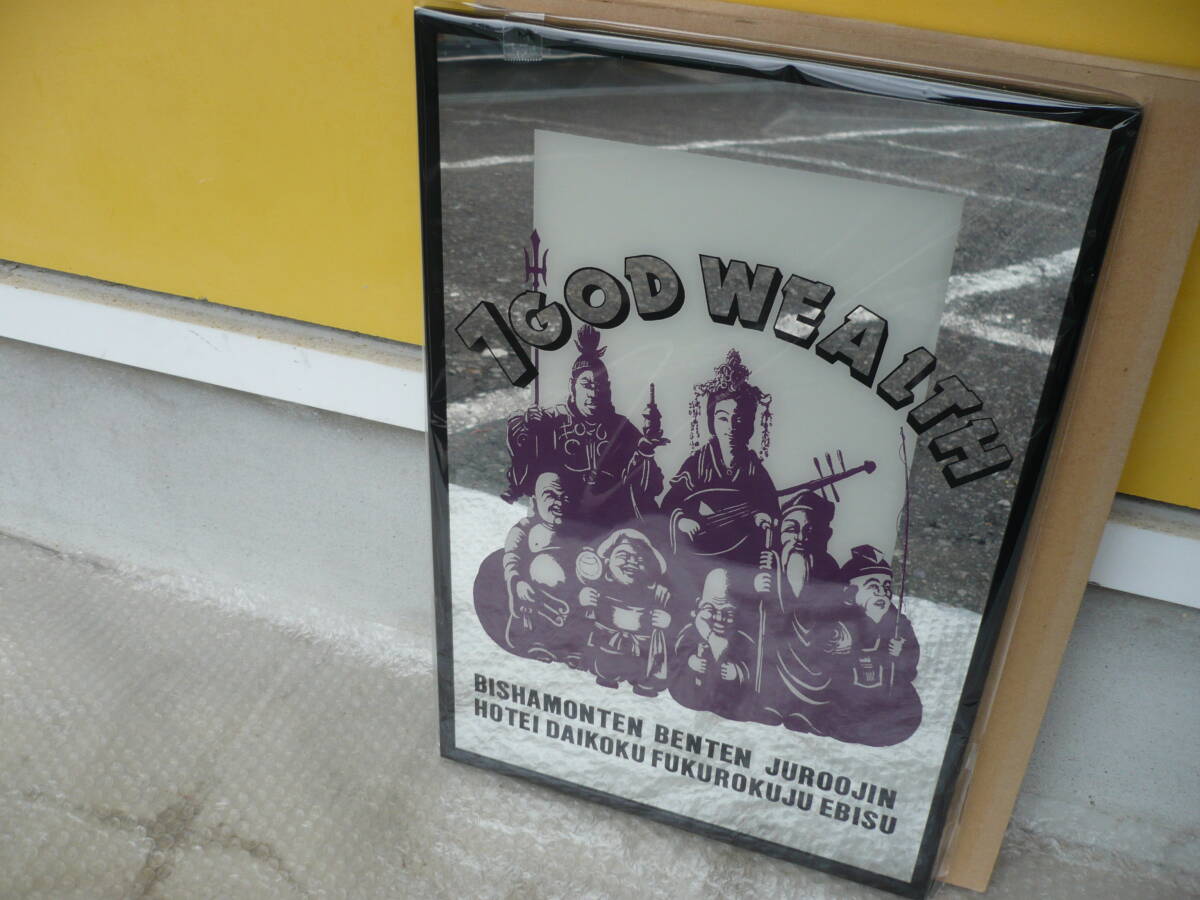 7GOD WEALTH
BISHAMONTEN BENTEN JUROOJIN
HOTEI DAIKOKU FUKUROKUJU EBISU